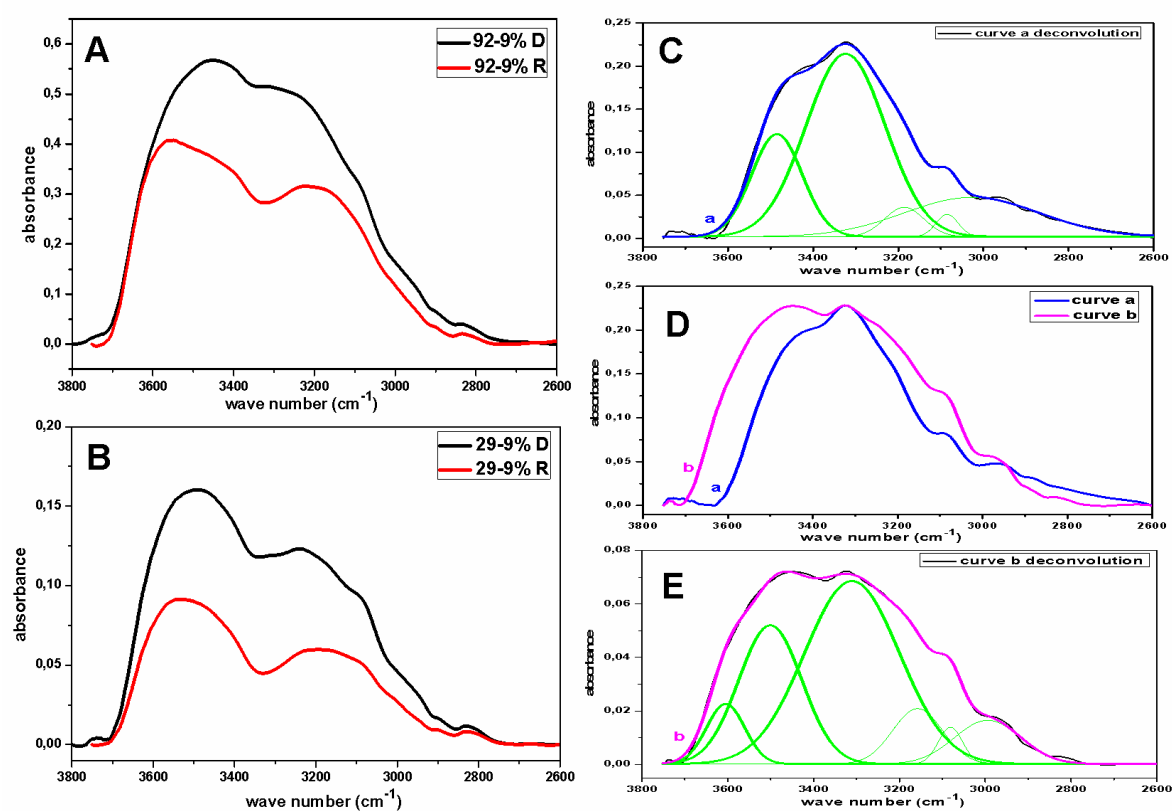 A
92-9% D
92-9% R
0,6
0,5
0,4
0,3
0,2
0,1
0,0
absorbance
3800 3600 3400 3200 3000 2800 2600
wave number (cm-1)
B
29-9% D
29-9% R
0,20
0,15
0,10
0,05
0,00
absorbance
3800 3600 3400 3200 3000 2800 2600
wave number (cm-1)
C
curve a deconvolution
0,25
0,20
0,15
0,10
0,05
0,00
absorbance
a
3800 3600 3400 3200 3000 2800 2600
wave number (cm-1)
D
curve a
curve b
0,25
0,20
0,15
0,10
0,05
0,00
absorbance
b
a
3800 3600 3400 3200 3000 2800 2600
wave number (cm-1)
E
curve b deconvolution
0,08
0,06
0,04
0,02
0,00
absorbance
b
3800 3600 3400 3200 3000 2800 2600
wave number (cm-1)